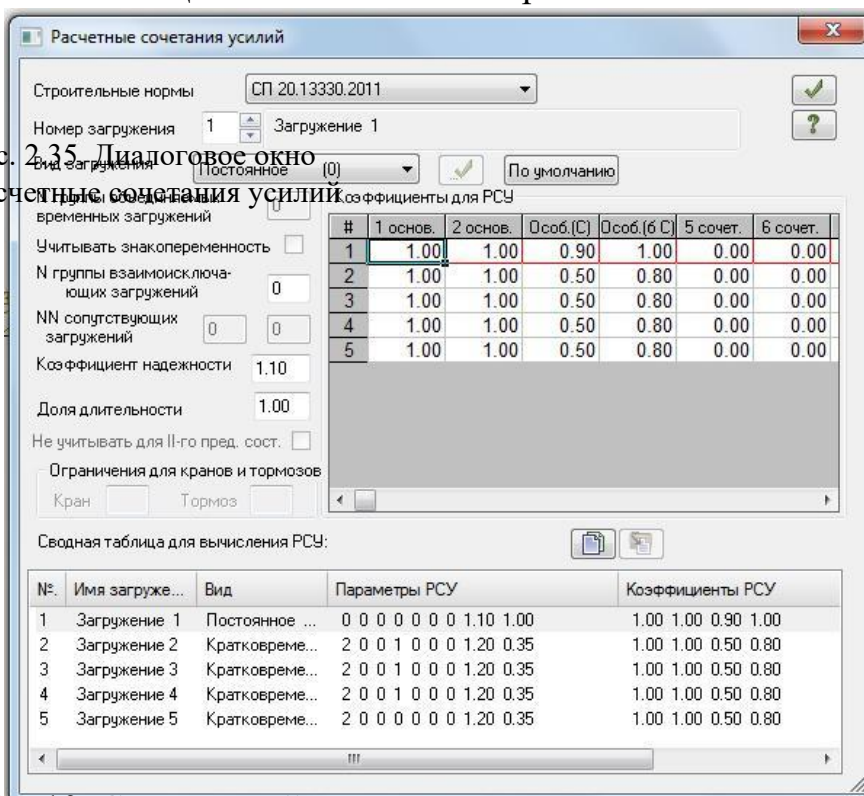 Расчетные сочетания усилий
Строительные нормы СП 20.13330.2011
Номер загружения 1 Загружение 1
с. 2.35. Диалоговое окно
Вид загружения Постоянное (0) По умолчанию
счетные сочетания усилий
N группы объединяемых временных загружений 0
Учитывать знакопеременность
N группы взаимоисключа-
ющих загружений 0
NN сопутствующих
загружений 0 0
Коэффициент надежности 1.10
Доля длительности 1.00
Не учитывать для II-го пред. сост.
Ограничения для кранов и тормозов
Кран Тормоз
Коэффициенты для РСУ
# 1 основ. 2 основ. Особ.(С) Особ.(б С) 5 сочет. 6 сочет.
1 1.00 1.00 0.90 1.00 0.00 0.00
2 1.00 1.00 0.50 0.80 0.00 0.00
3 1.00 1.00 0.50 0.80 0.00 0.00
4 1.00 1.00 0.50 0.80 0.00 0.00
5 1.00 1.00 0.50 0.80 0.00 0.00
Сводная таблица для вычисления РСУ:
№. Имя загруже... Вид Параметры РСУ Коэффициенты РСУ
1 Загружение 1 Постоянное ... 0 0 0 0 0 0 0 1.10 1.00 1.00 1.00 0.90 1.00
2 Загружение 2 Кратковреме... 2 0 0 1 0 0 0 1.20 0.35 1.00 1.00 0.50 0.80
3 Загружение 3 Кратковреме... 2 0 0 1 0 0 0 1.20 0.35 1.00 1.00 0.50 0.80
4 Загружение 4 Кратковреме... 2 0 0 1 0 0 0 1.20 0.35 1.00 1.00 0.50 0.80
5 Загружение 5 Кратковреме... 2 0 0 0 0 0 0 1.20 0.35 1.00 1.00 0.50 0.80